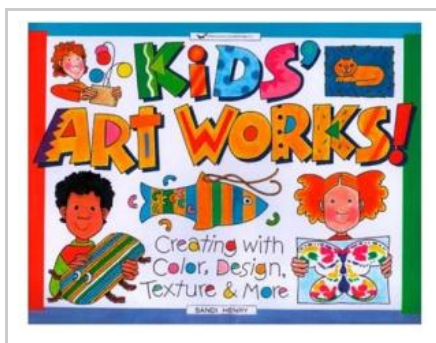 KiDS'
ART WORKS!
Creating with
Color, Design,
Texture & More
SANDI HENRY